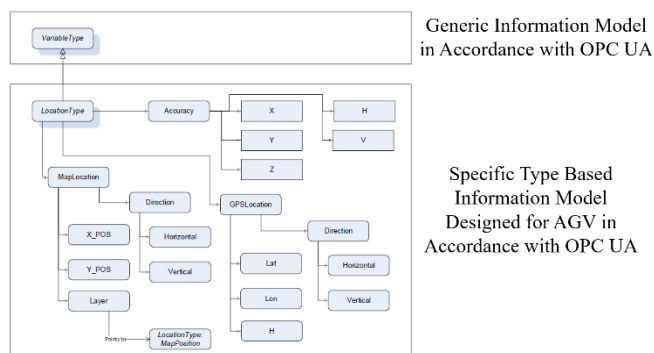 VariableType
Generic Information Model
in Accordance with OPC UA
LocationType
Accuracy
X
H
Y
V
Z
MapLocation
Direction
GPSLocation
Direction
X_POS
Horizontal
Y_POS
Vertical
Lat
Horizontal
Layer
Lon
Vertical
H
Points to
LocationType:
MapPosition
Specific Type Based
Information Model
Designed for AGV in
Accordance with OPC UA